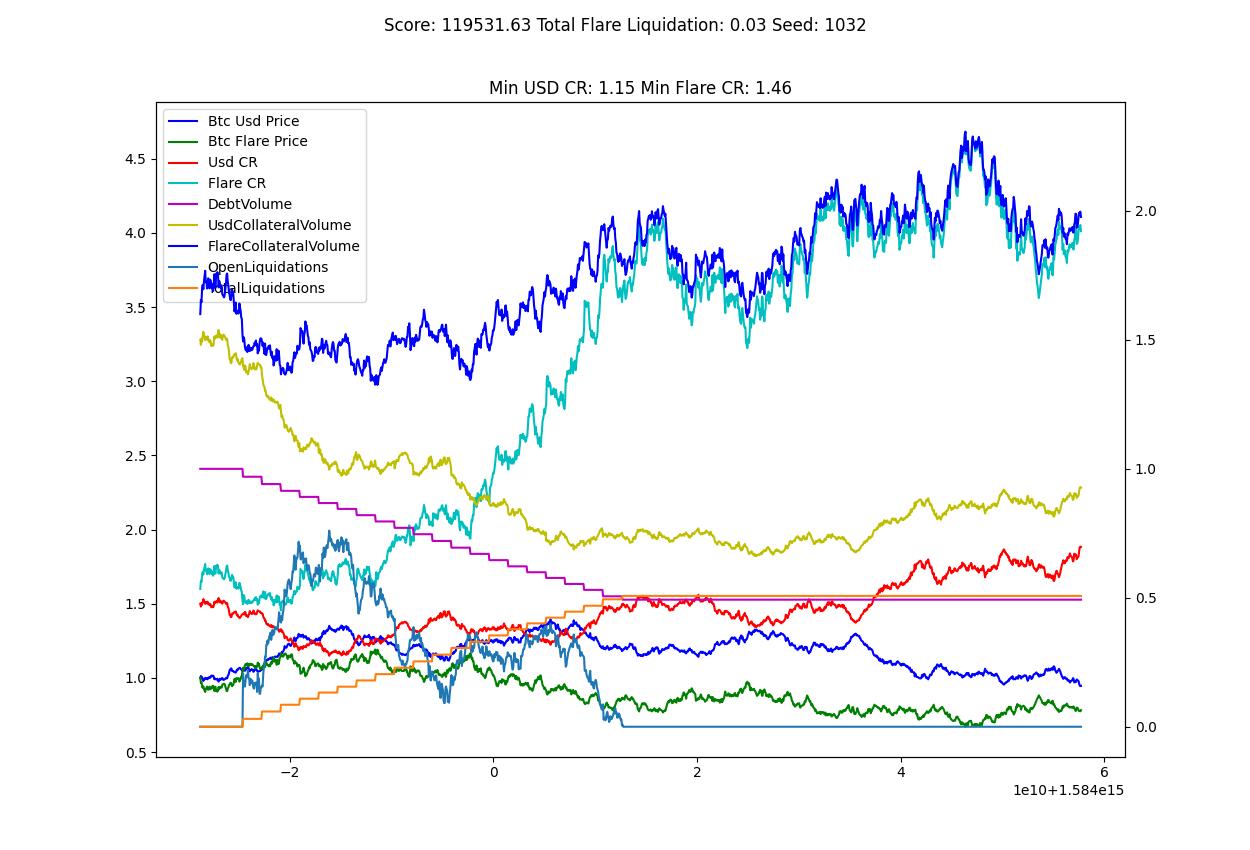 Score: 119531.63 Total Flare Liquidation: 0.03 Seed: 1032
Min USD CR: 1.15 Min Flare CR: 1.46
Btc Usd Price
Btc Flare Price
Usd CR
Flare CR
DebtVolume
UsdCollateralVolume
FlareCollateralVolume
OpenLiquidations
TotalLiquidations
4.5
4.0
3.5
3.0
2.5
2.0
1.5
1.0
0.5
2.0
1.5
1.0
0.5
0.0
−2
0
2
4
6
1e10+1.584e15